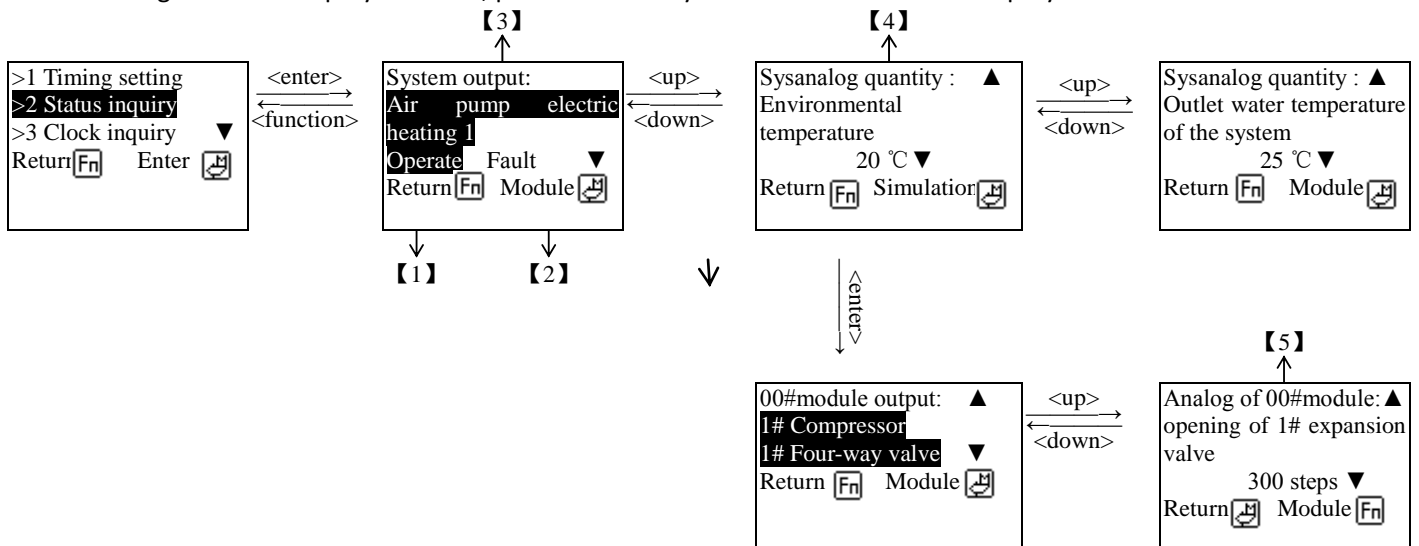 【3】
【4】
>1 Timing setting
>2 Status inquiry
>3 Clock inquiry ▼
Return Fn Enter
<enter>
<function>
System output:
Air pump electric
heating 1
Operate Fault ▼
Return Fn Module
【1】
【2】
<up>
<down>
Sysanalog quantity : ▲
Environmental
temperature
20 ℃ ▼
Return Fn Simulation
<up>
<down>
Sysanalog quantity : ▲
Outlet water temperature
of the system
25 ℃ ▼
Return Fn Module
<enter>
00#module output: ▲
1# Compressor
1# Four-way valve ▼
Return Fn Module
<up>
<down>
【5】
Analog of 00#module: ▲
opening of 1# expansion
valve
300 steps ▼
Return Module Fn